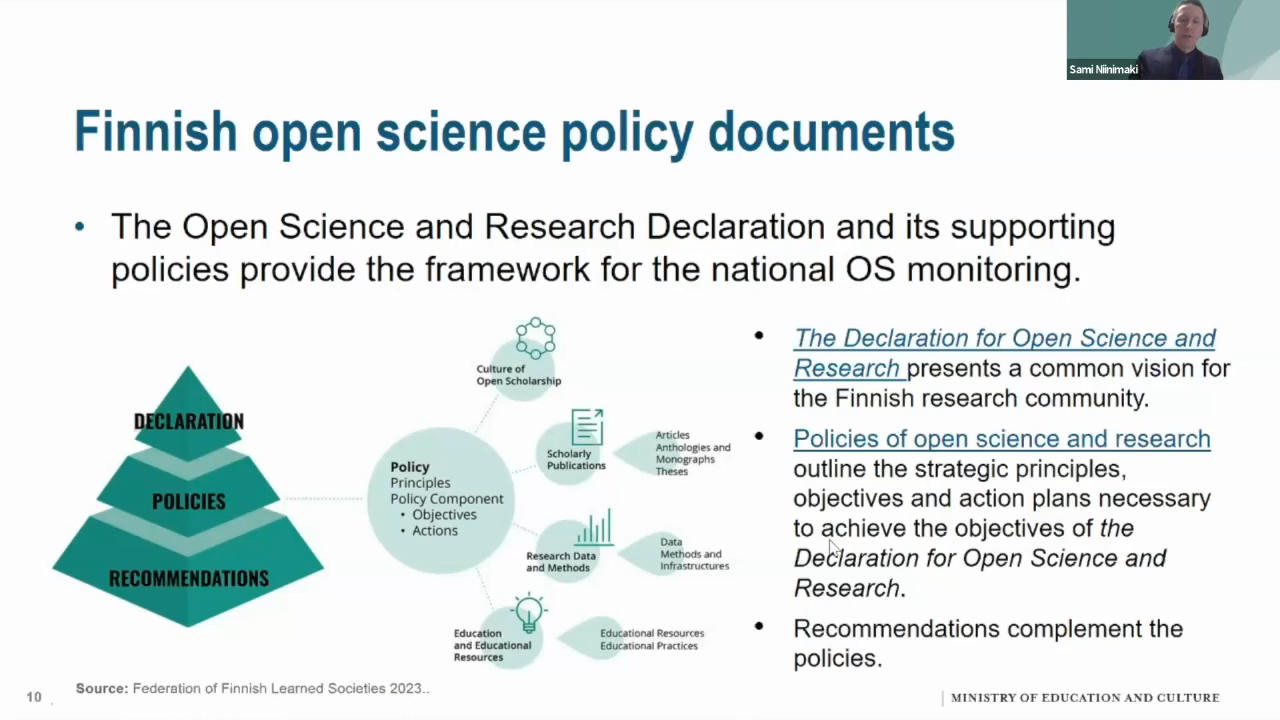 Sami Niinimaki
Finnish open science policy documents
• The Open Science and Research Declaration and its supporting
policies provide the framework for the national OS monitoring.
DECLARATION
POLICIES
RECOMMENDATIONS
Policy
Principles
Policy Component
• Objectives
• Actions
Culture of
Open Scholarship
Scholarly
Publications
Articles
Anthologies and
Monographs
Theses
Research Data
and Methods
Data
Methods and
Infrastructures
Education
and Educational
Resources
Educational Resources
Educational Practices
• The Declaration for Open Science and
Research presents a common vision for
the Finnish research community.
• Policies of open science and research
outline the strategic principles,
objectives and action plans necessary
to achieve the objectives of the
Declaration for Open Science and
Research.
• Recommendations complement the
policies.
10
Source: Federation of Finnish Learned Societies 2023..
MINISTRY OF EDUCATION AND CULTURE